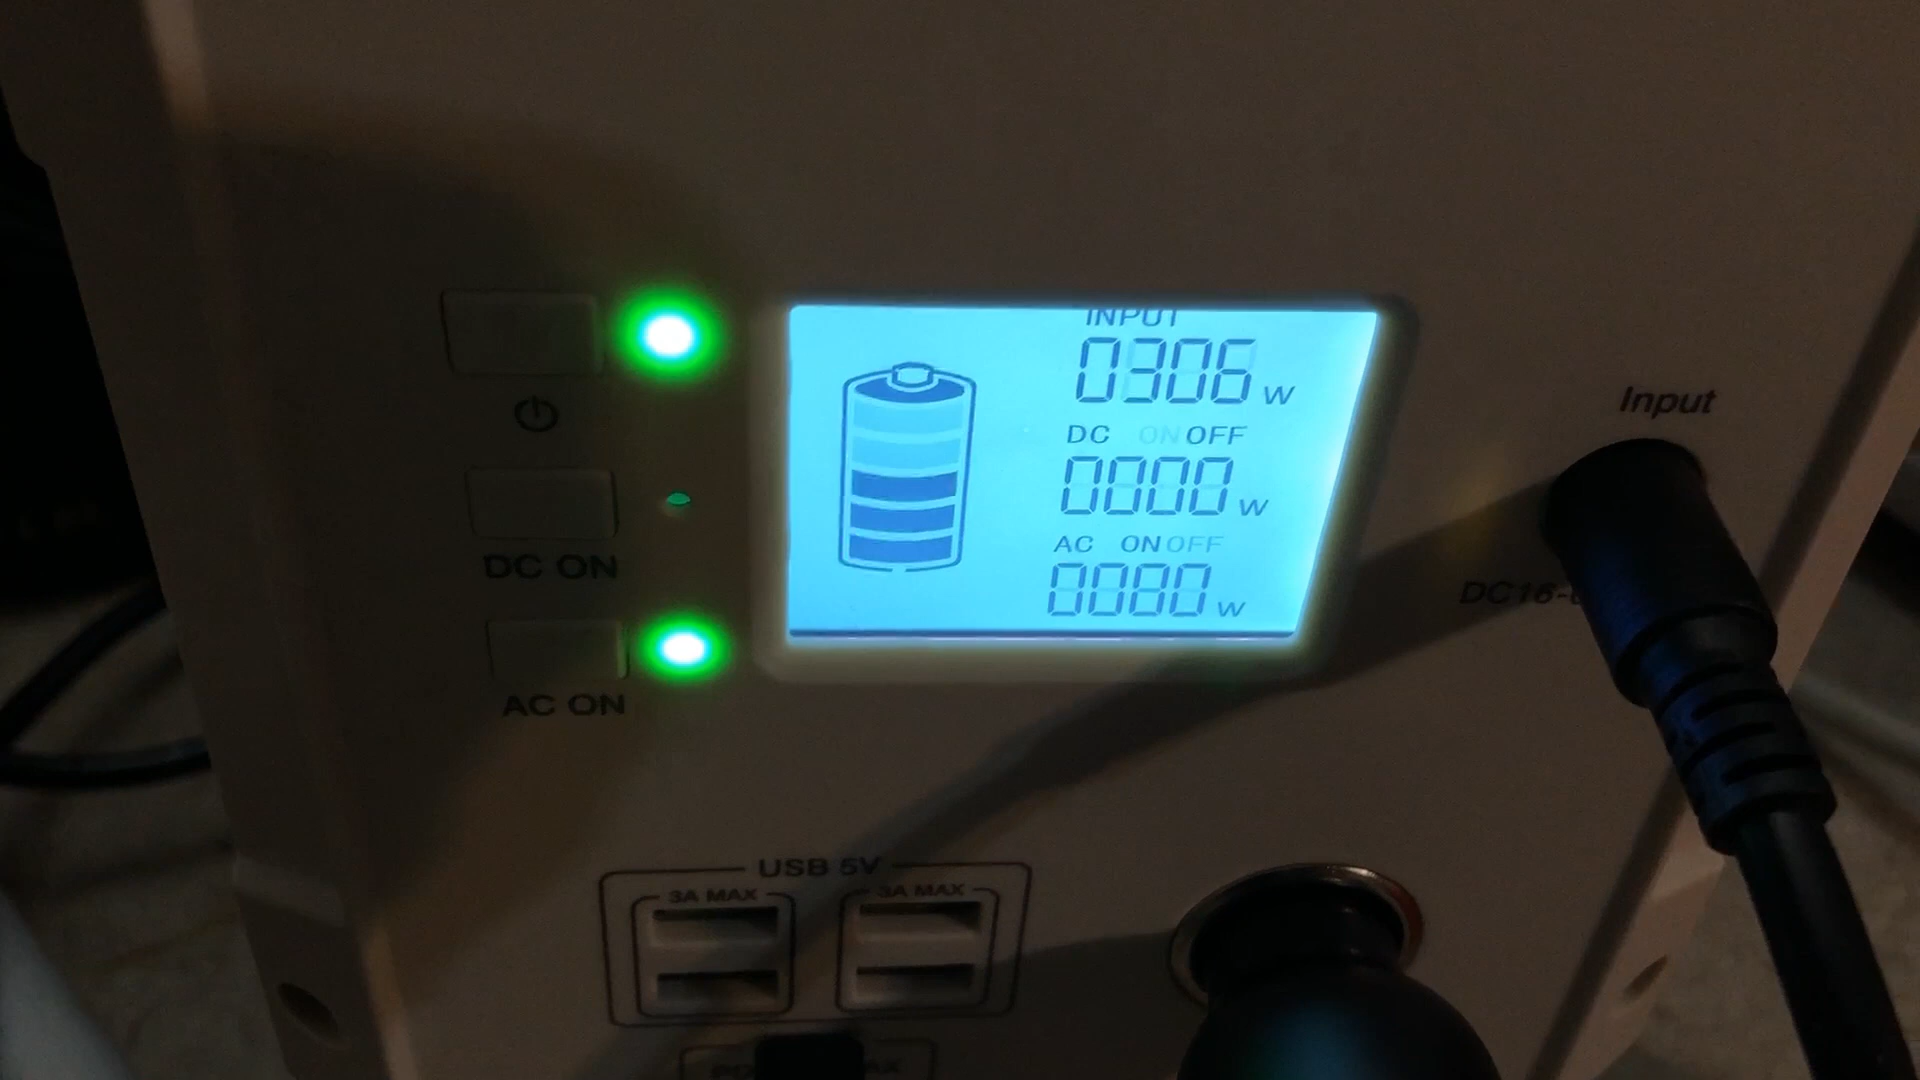 INPUT
0306 W
DC ON OFF
0000 W
AC ON OFF
0080 W
DC ON
AC ON
Input
USB 5V
3A MAX 3A MAX